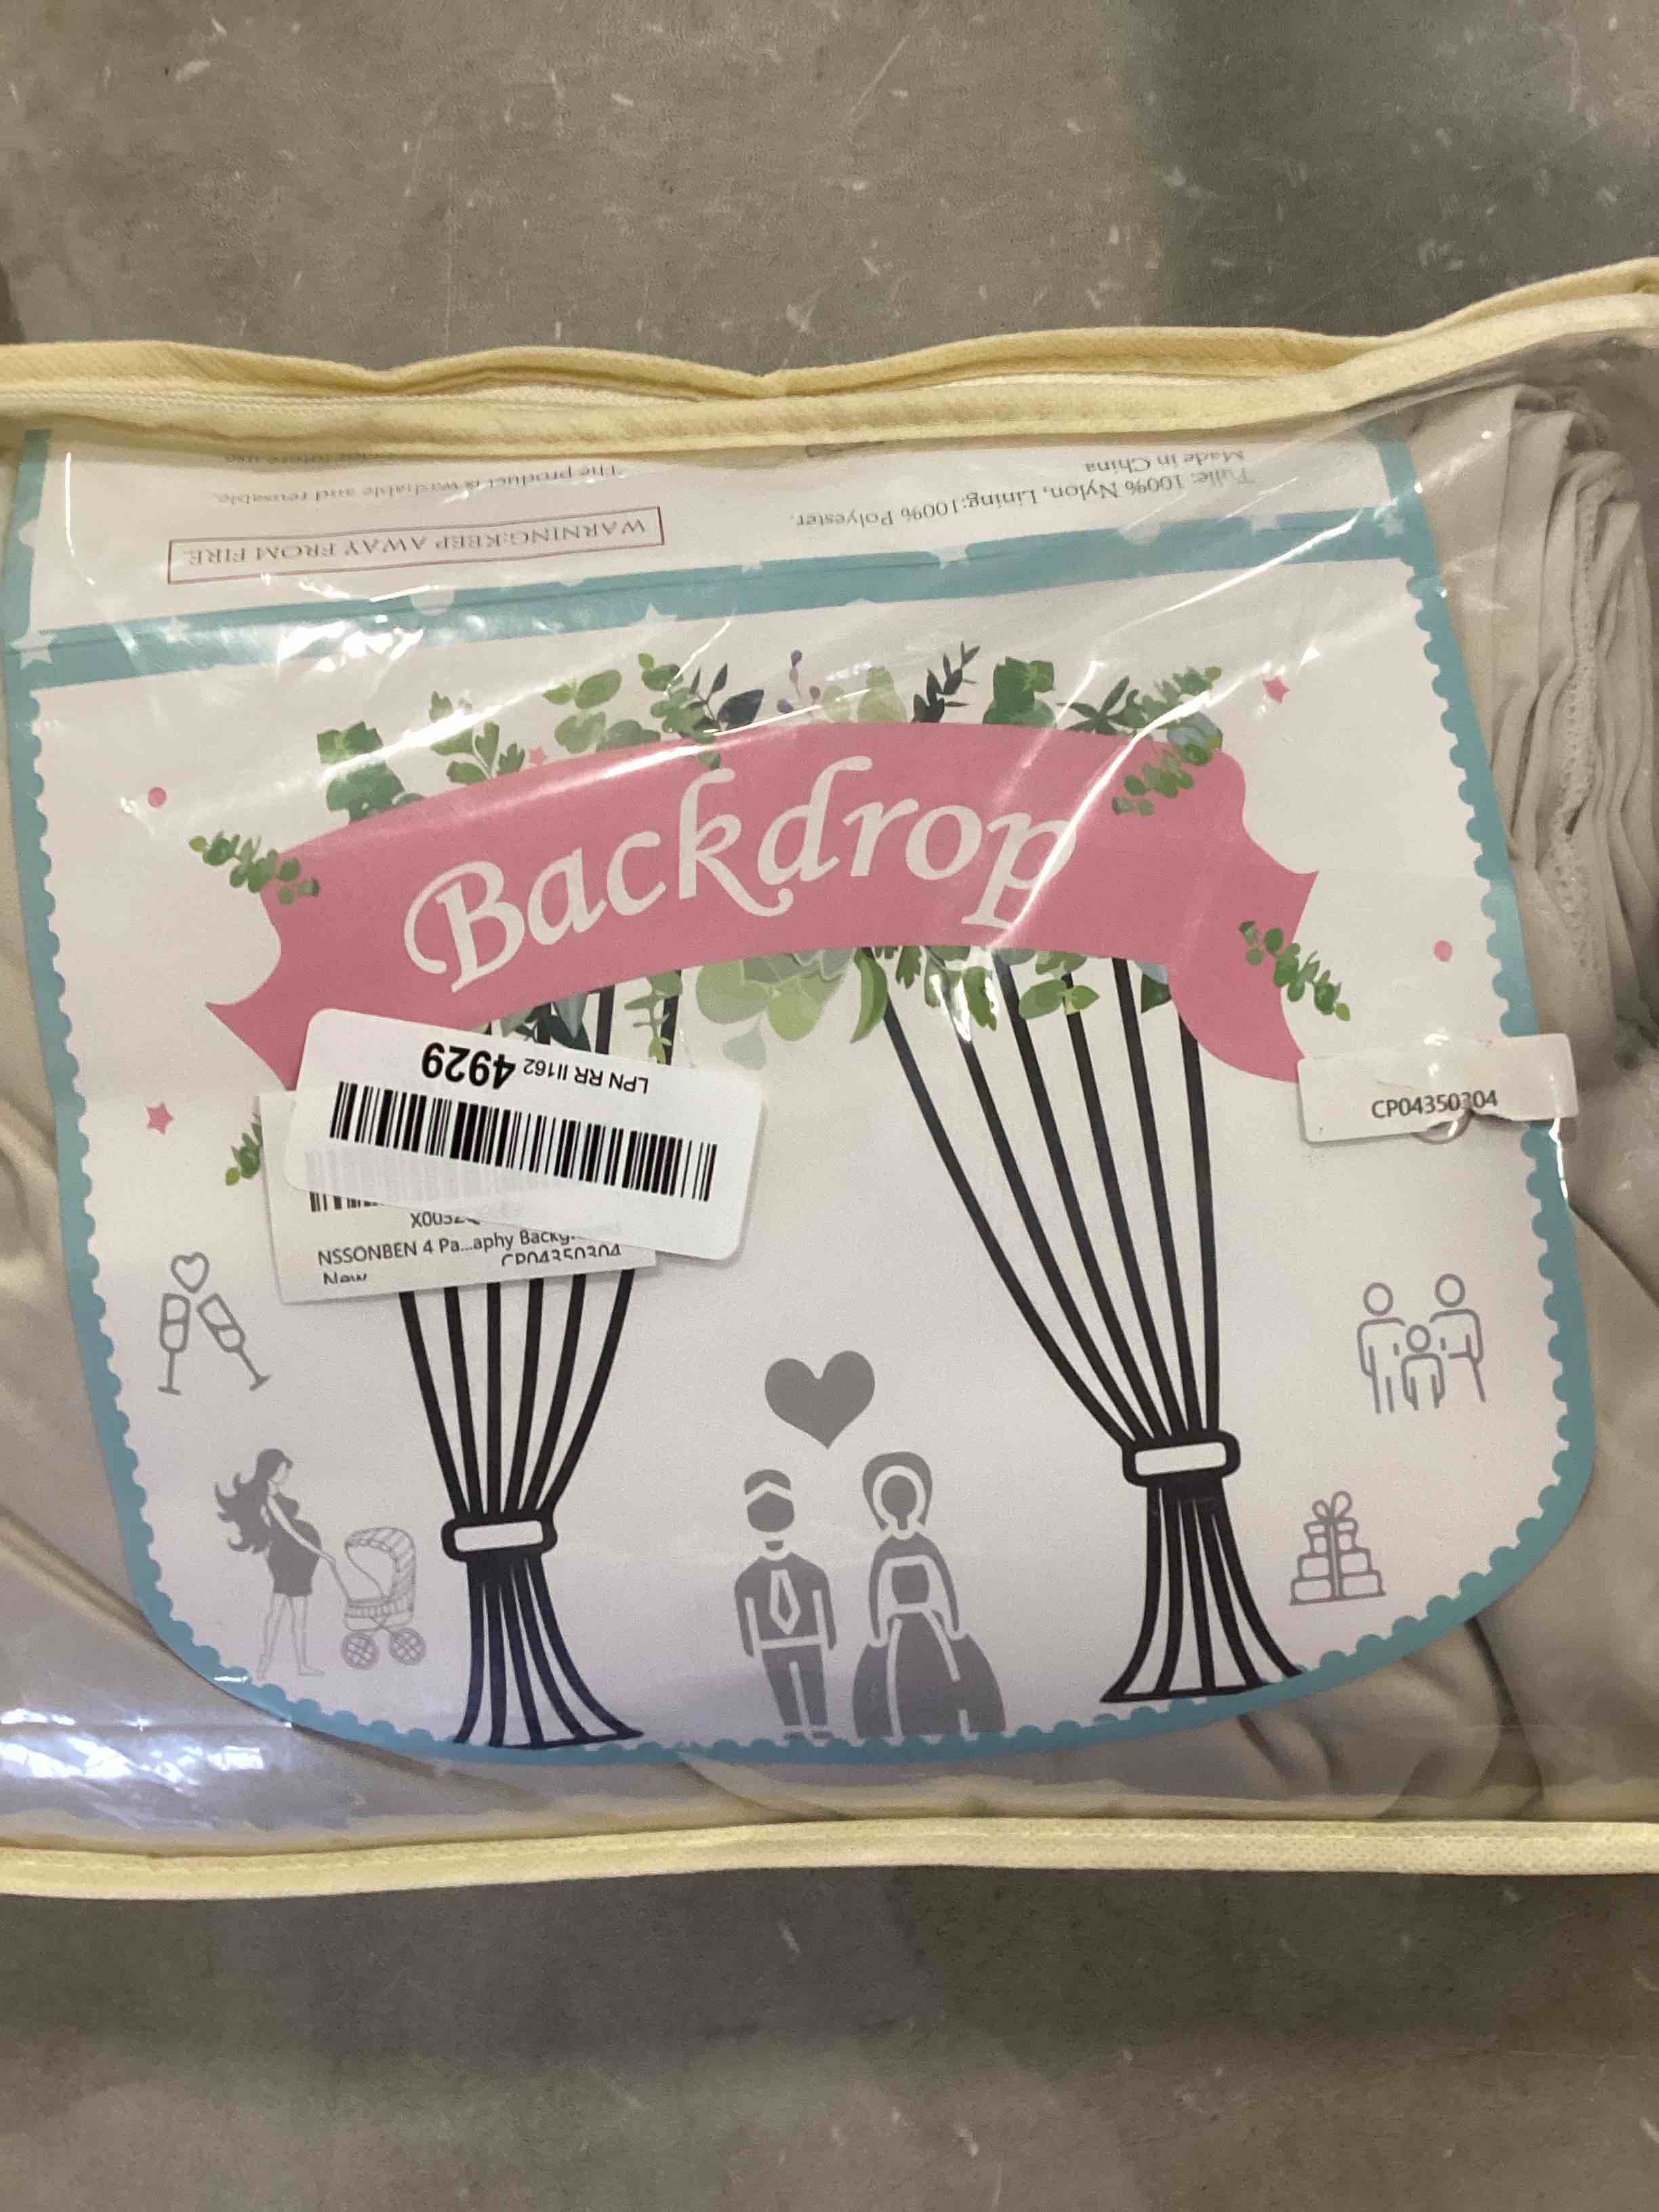 The product is washable and reusable.
WARNING:KEEP AWAY FROM FIRE
Tulle: 100% Nylon, Lining:100% Polyester.
Made in China
Backdrop
LPN RR II162 4929
CP04350304
NSSONBEN 4 Pa...aphy Backg
CP04350304
New